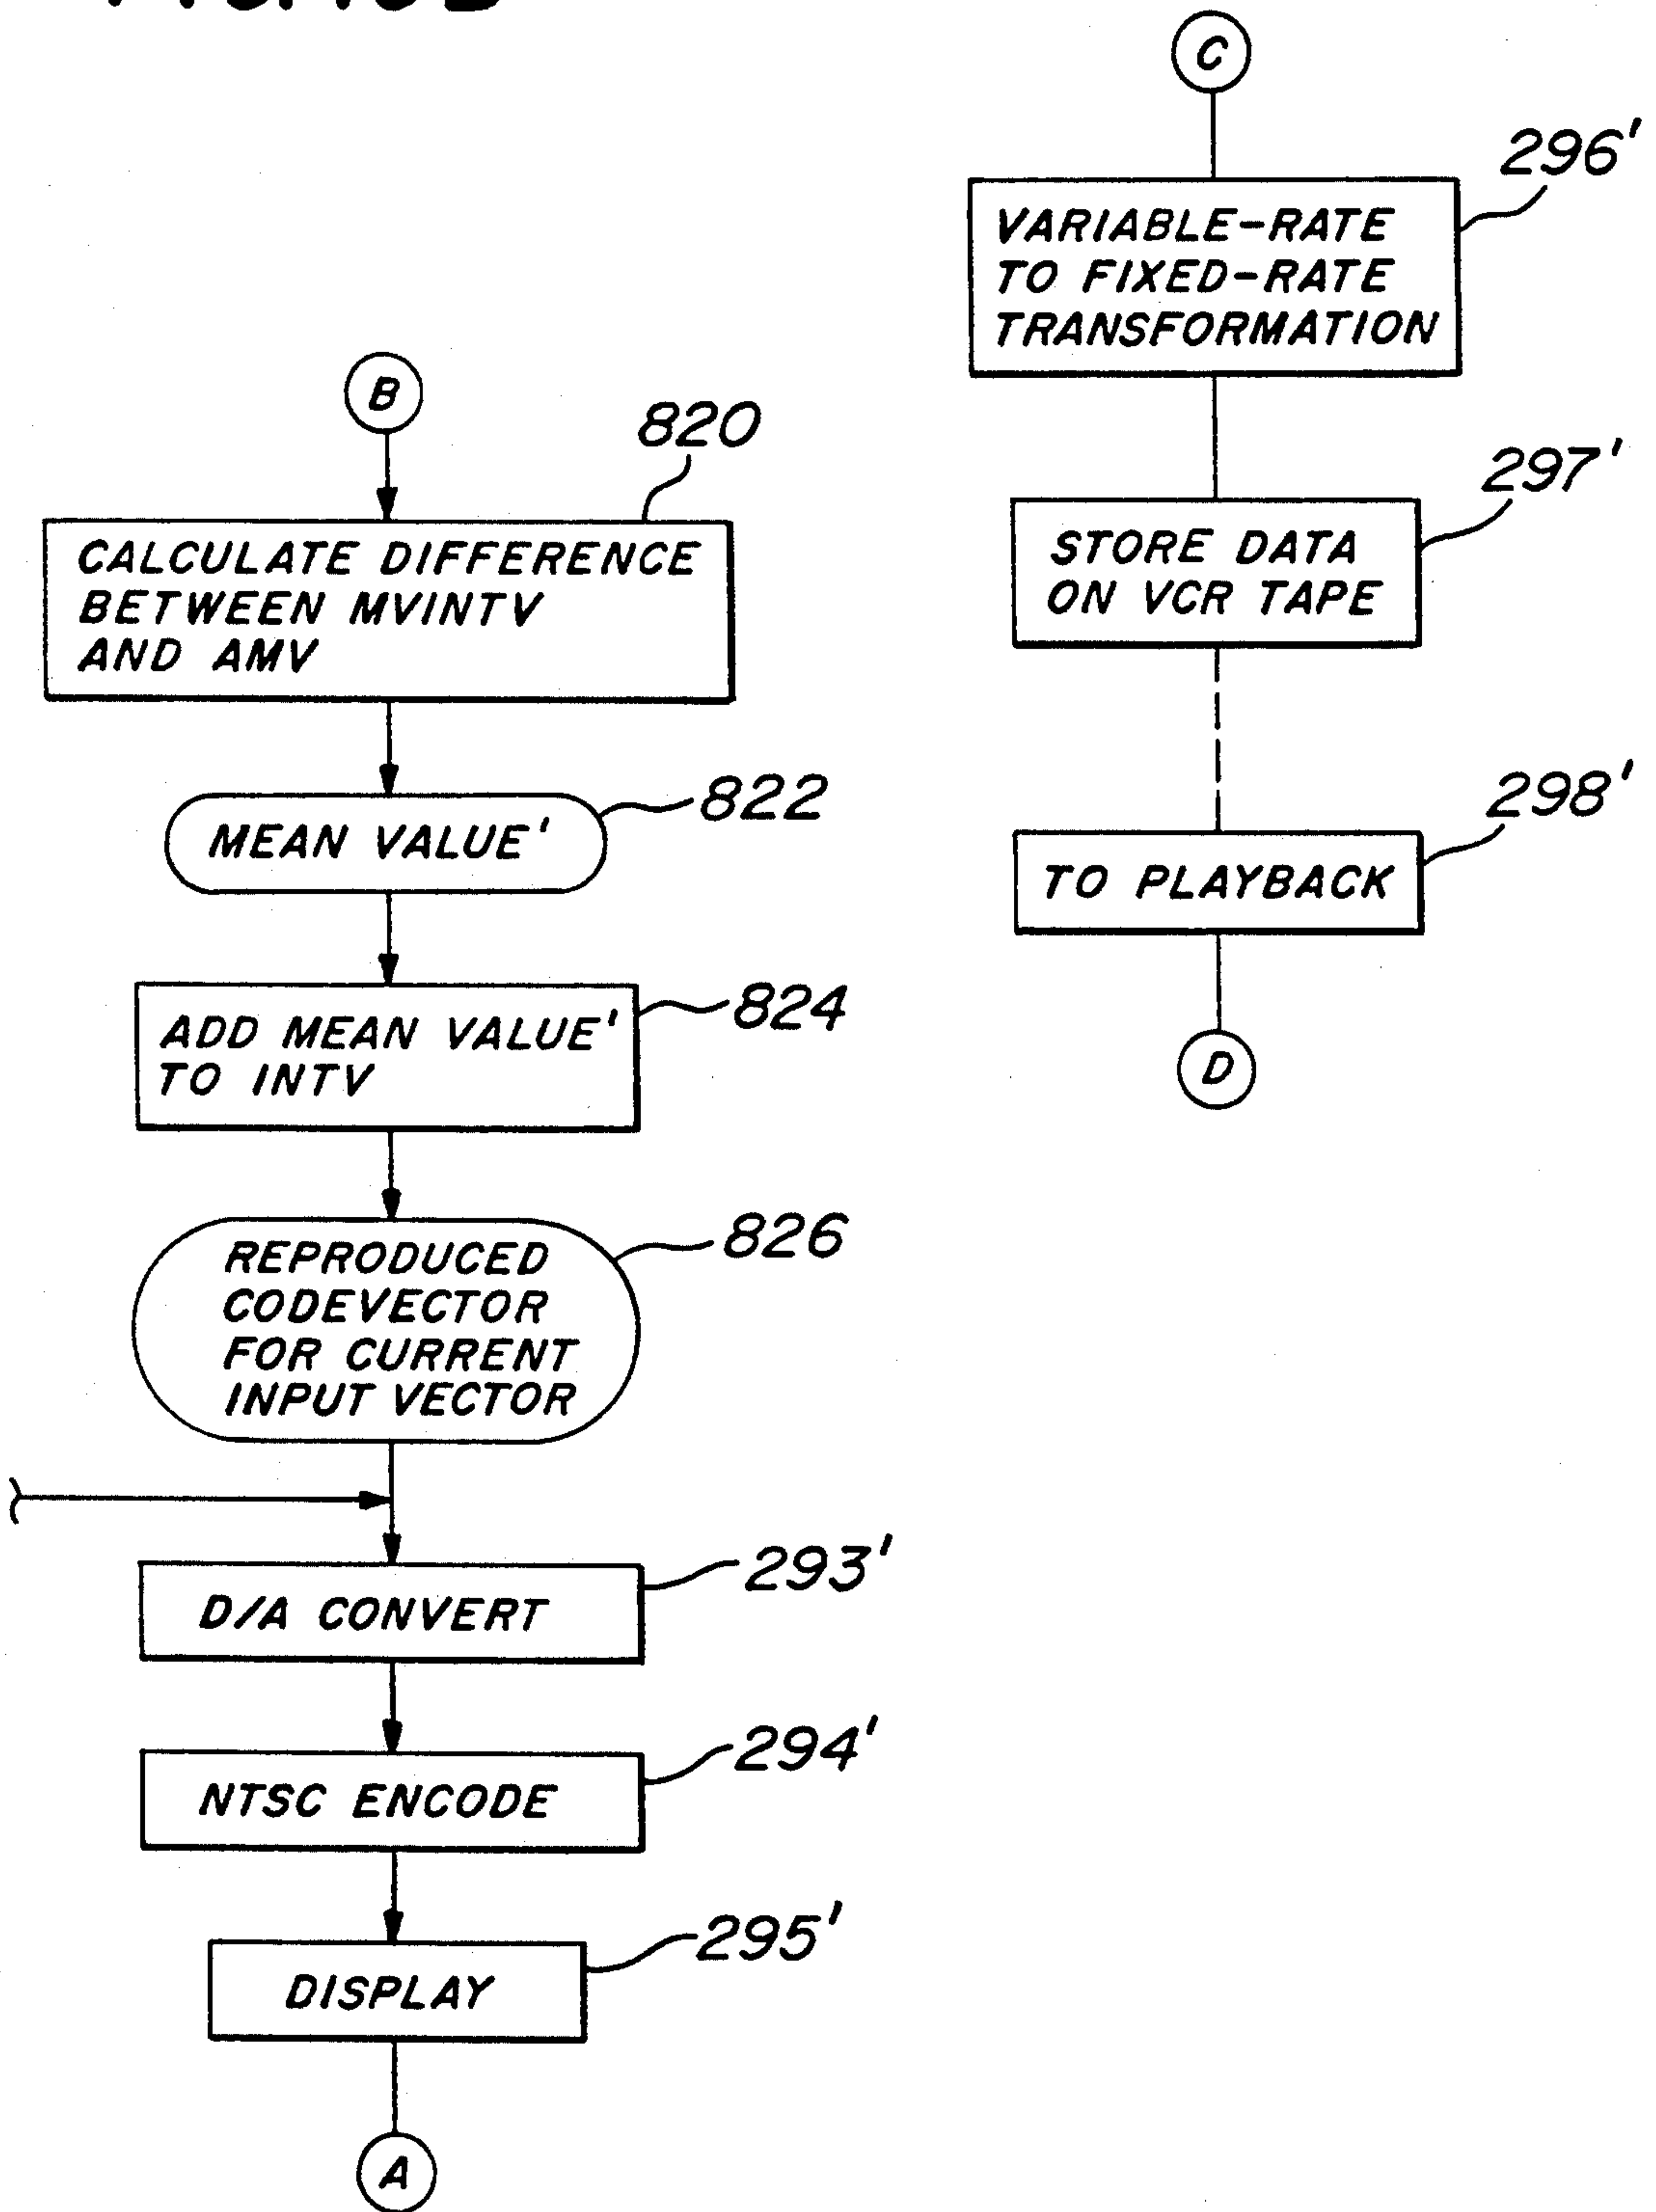 B
820
CALCULATE DIFFERENCE
BETWEEN MVINTV
AND AMV
822
MEAN VALUE'
824
ADD MEAN VALUE'
TO INTV
826
REPRODUCED
CODEVECTOR
FOR CURRENT
INPUT VECTOR
293'
D/A CONVERT
294'
NTSC ENCODE
295'
DISPLAY
A
C
296'
VARIABLE-RATE
TO FIXED-RATE
TRANSFORMATION
297'
STORE DATA
ON VCR TAPE
298'
TO PLAYBACK
D